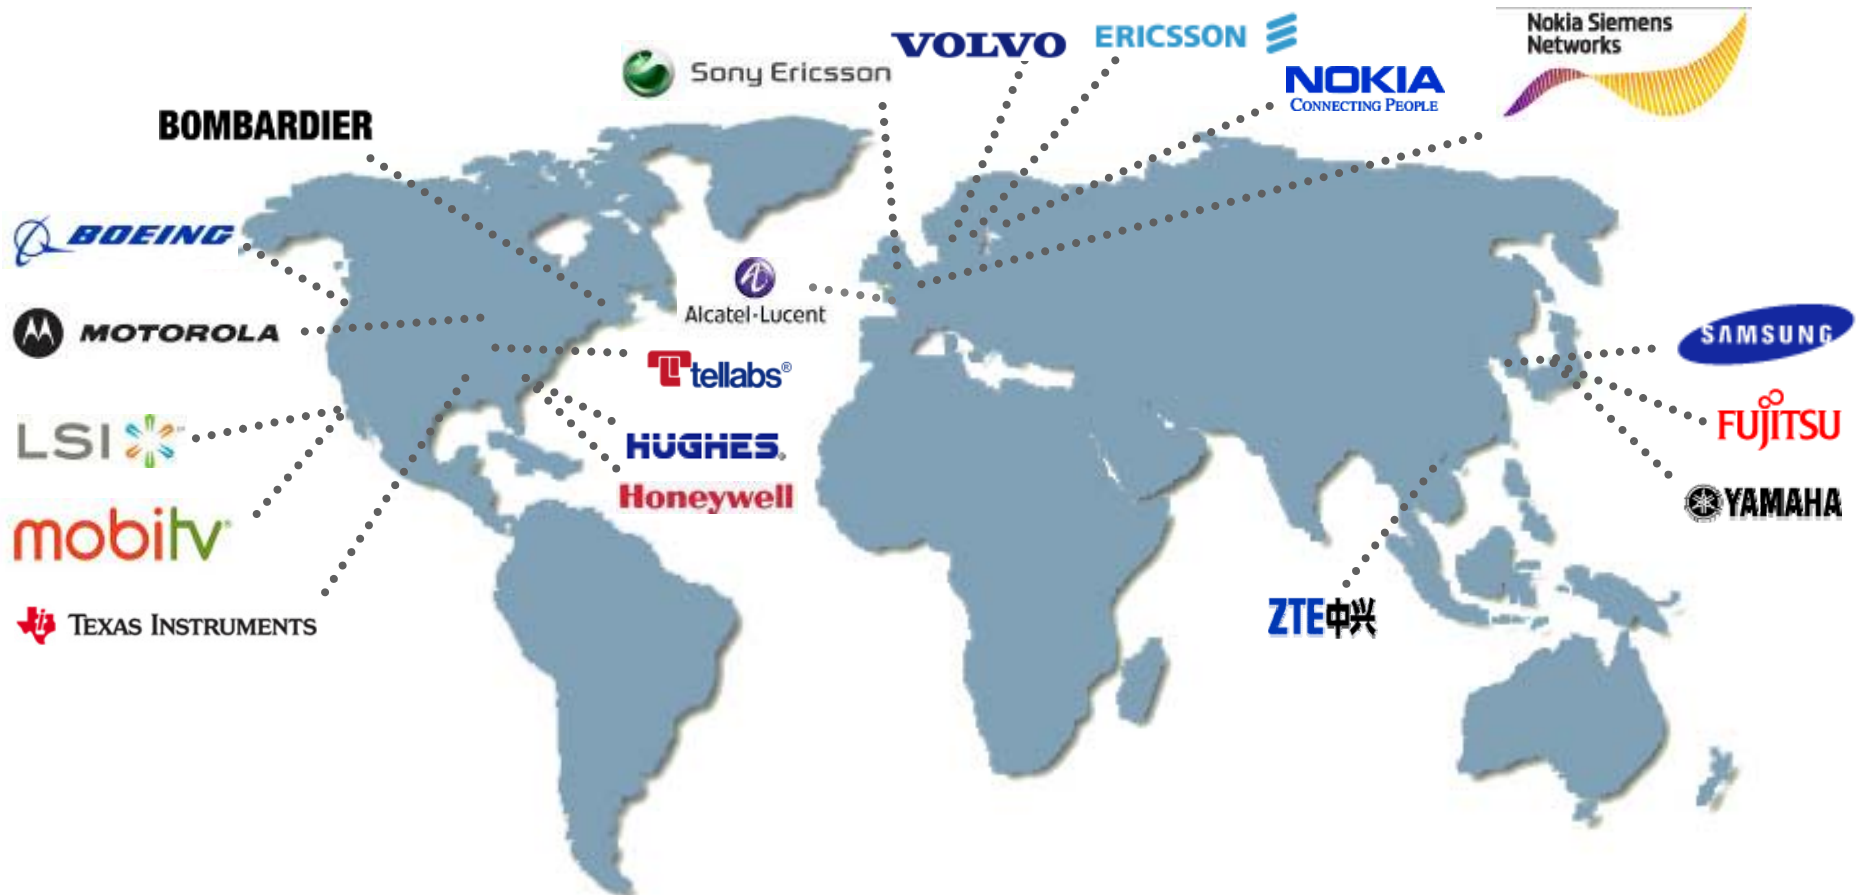 Nokia Siemens
Networks
VOLVO
ERICSSON
Sony Ericsson
NOKIA
CONNECTING PEOPLE
BOMBARDIER
BOEING
Alcatel·Lucent
MOTOROLA
SAMSUNG
tellabs®
LSI
FUJITSU
HUGHES®
Honeywell
YAMAHA
mobitv
ZTE中兴
TEXAS INSTRUMENTS